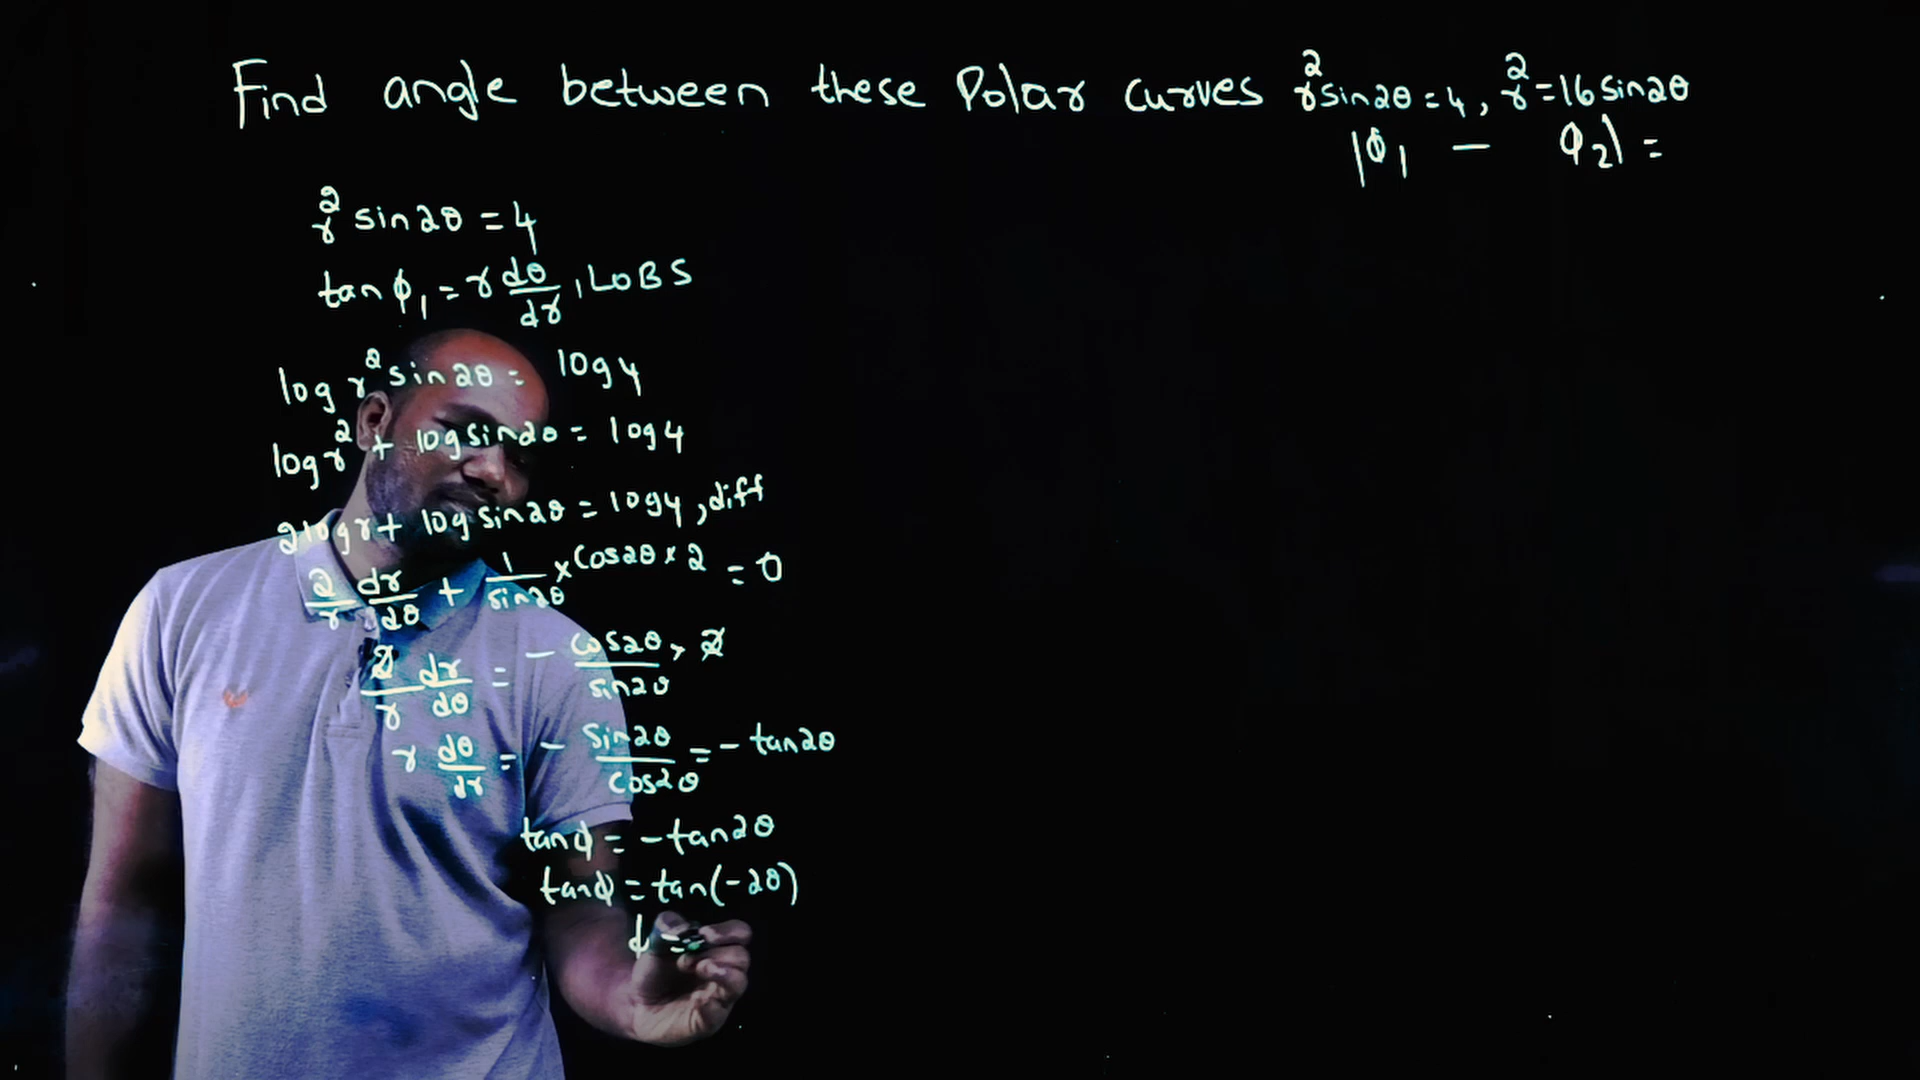 Find angle between these Polar curves r²sin2θ = 4, r² = 16 sin2θ
|ϕ₁ − ϕ₂| =
r² sin2θ = 4
tan ϕ₁ = r dθ/dr, LOBS
log r² sin2θ = log 4
log r² + log sin2θ = log 4
2 log r + log sin2θ = log 4, diff
2/r dr/dθ + 1/sin2θ × cos2θ × 2 = 0
2/r dr/dθ = − cos2θ/sin2θ × 2
r dθ/dr = − sin2θ/cos2θ = − tan2θ
tan ϕ = − tan2θ
tan ϕ = tan(−2θ)
ϕ =